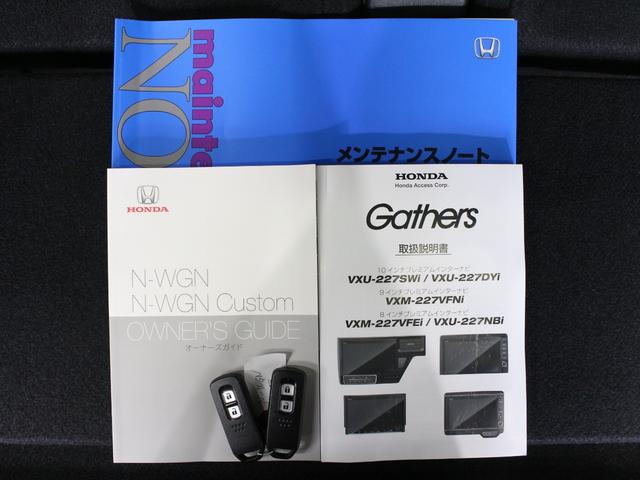 mainte
NO
メンテナンスノート
HONDA
N-WGN
N-WGN Custom
OWNER'S GUIDE
オーナーズガイド
HONDA
Honda Access Corp.
Gathers
取扱説明書
10インチプレミアムインターナビ
VXU-227SWi / VXU-227DYi
9インチプレミアムインターナビ
VXM-227VFNi
8インチプレミアムインターナビ
VXM-227VFEi / VXU-227NBi